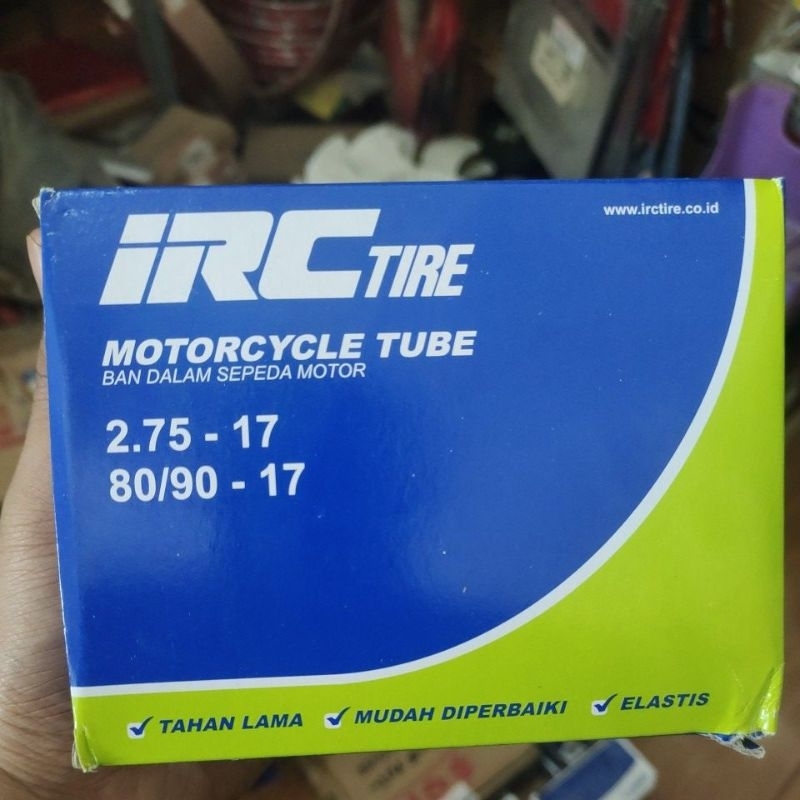 iRC TIRE
www.irctire.co.id
MOTORCYCLE TUBE
BAN DALAM SEPEDA MOTOR
2.75 - 17
80/90 - 17
TAHAN LAMA
MUDAH DIPERBAIKI
ELASTIS